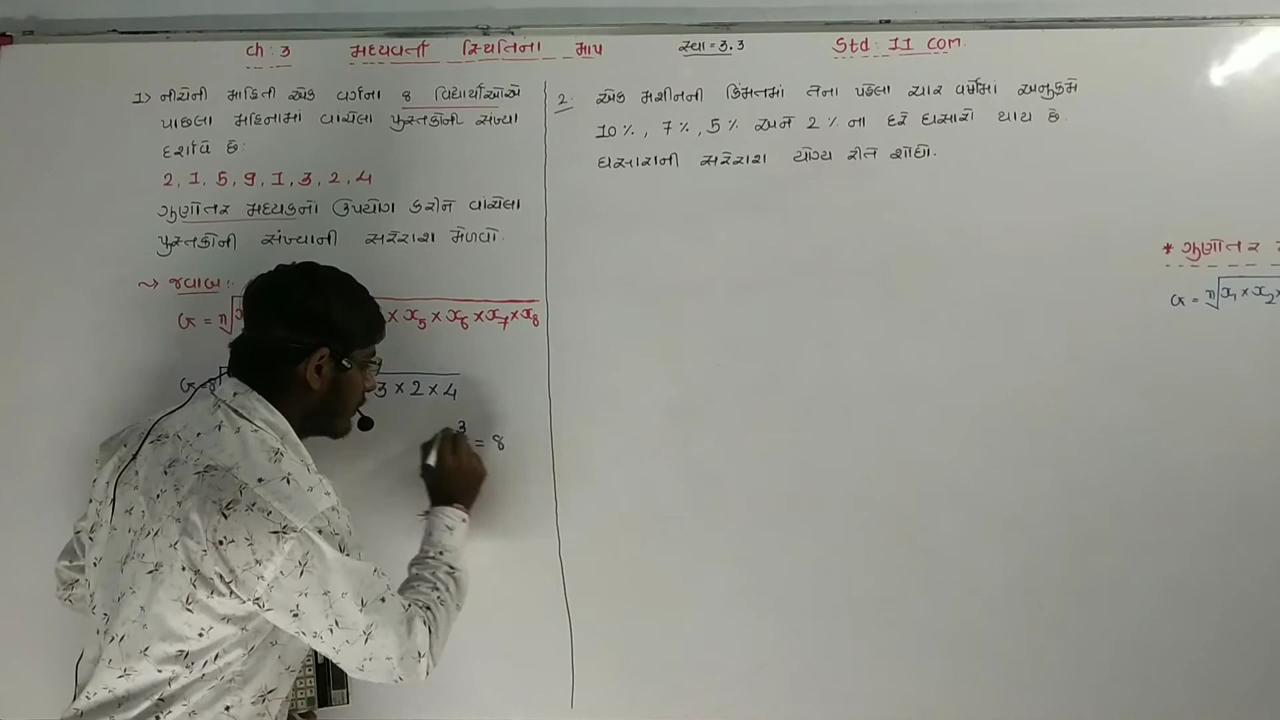 ch : 3 મધ્યવર્તી સ્થિતિના માપ સ્વા = 3.3 Std : 11 com.
1> નીચેની માહિતી એક વર્ગના 8 વિદ્યાર્થીઓએ
પાછલા મહિનામાં વાંચેલા પુસ્તકોની સંખ્યા
દર્શાવે છે:
2, 1, 5, 9, 1, 3, 2, 4
ગુણોત્તર મધ્યકનો ઉપયોગ કરીને વાંચેલા
પુસ્તકોની સંખ્યાની સરેરાશ મેળવો.
~> જવાબ :
G = n√ × x₅ × x₆ × x₇ × x₈
G = 3 × 2 × 4
3 = 8
2. એક મશીનની કિંમતમાં તેના પહેલા ચાર વર્ષોમાં અનુક્રમે
10%, 7%, 5% અને 2% ના દરે ઘસારો થાય છે.
ઘસારાની સરેરાશ યોગ્ય રીતે શોધો.
* ગુણોત્તર
G = n√x₁ × x₂ ×